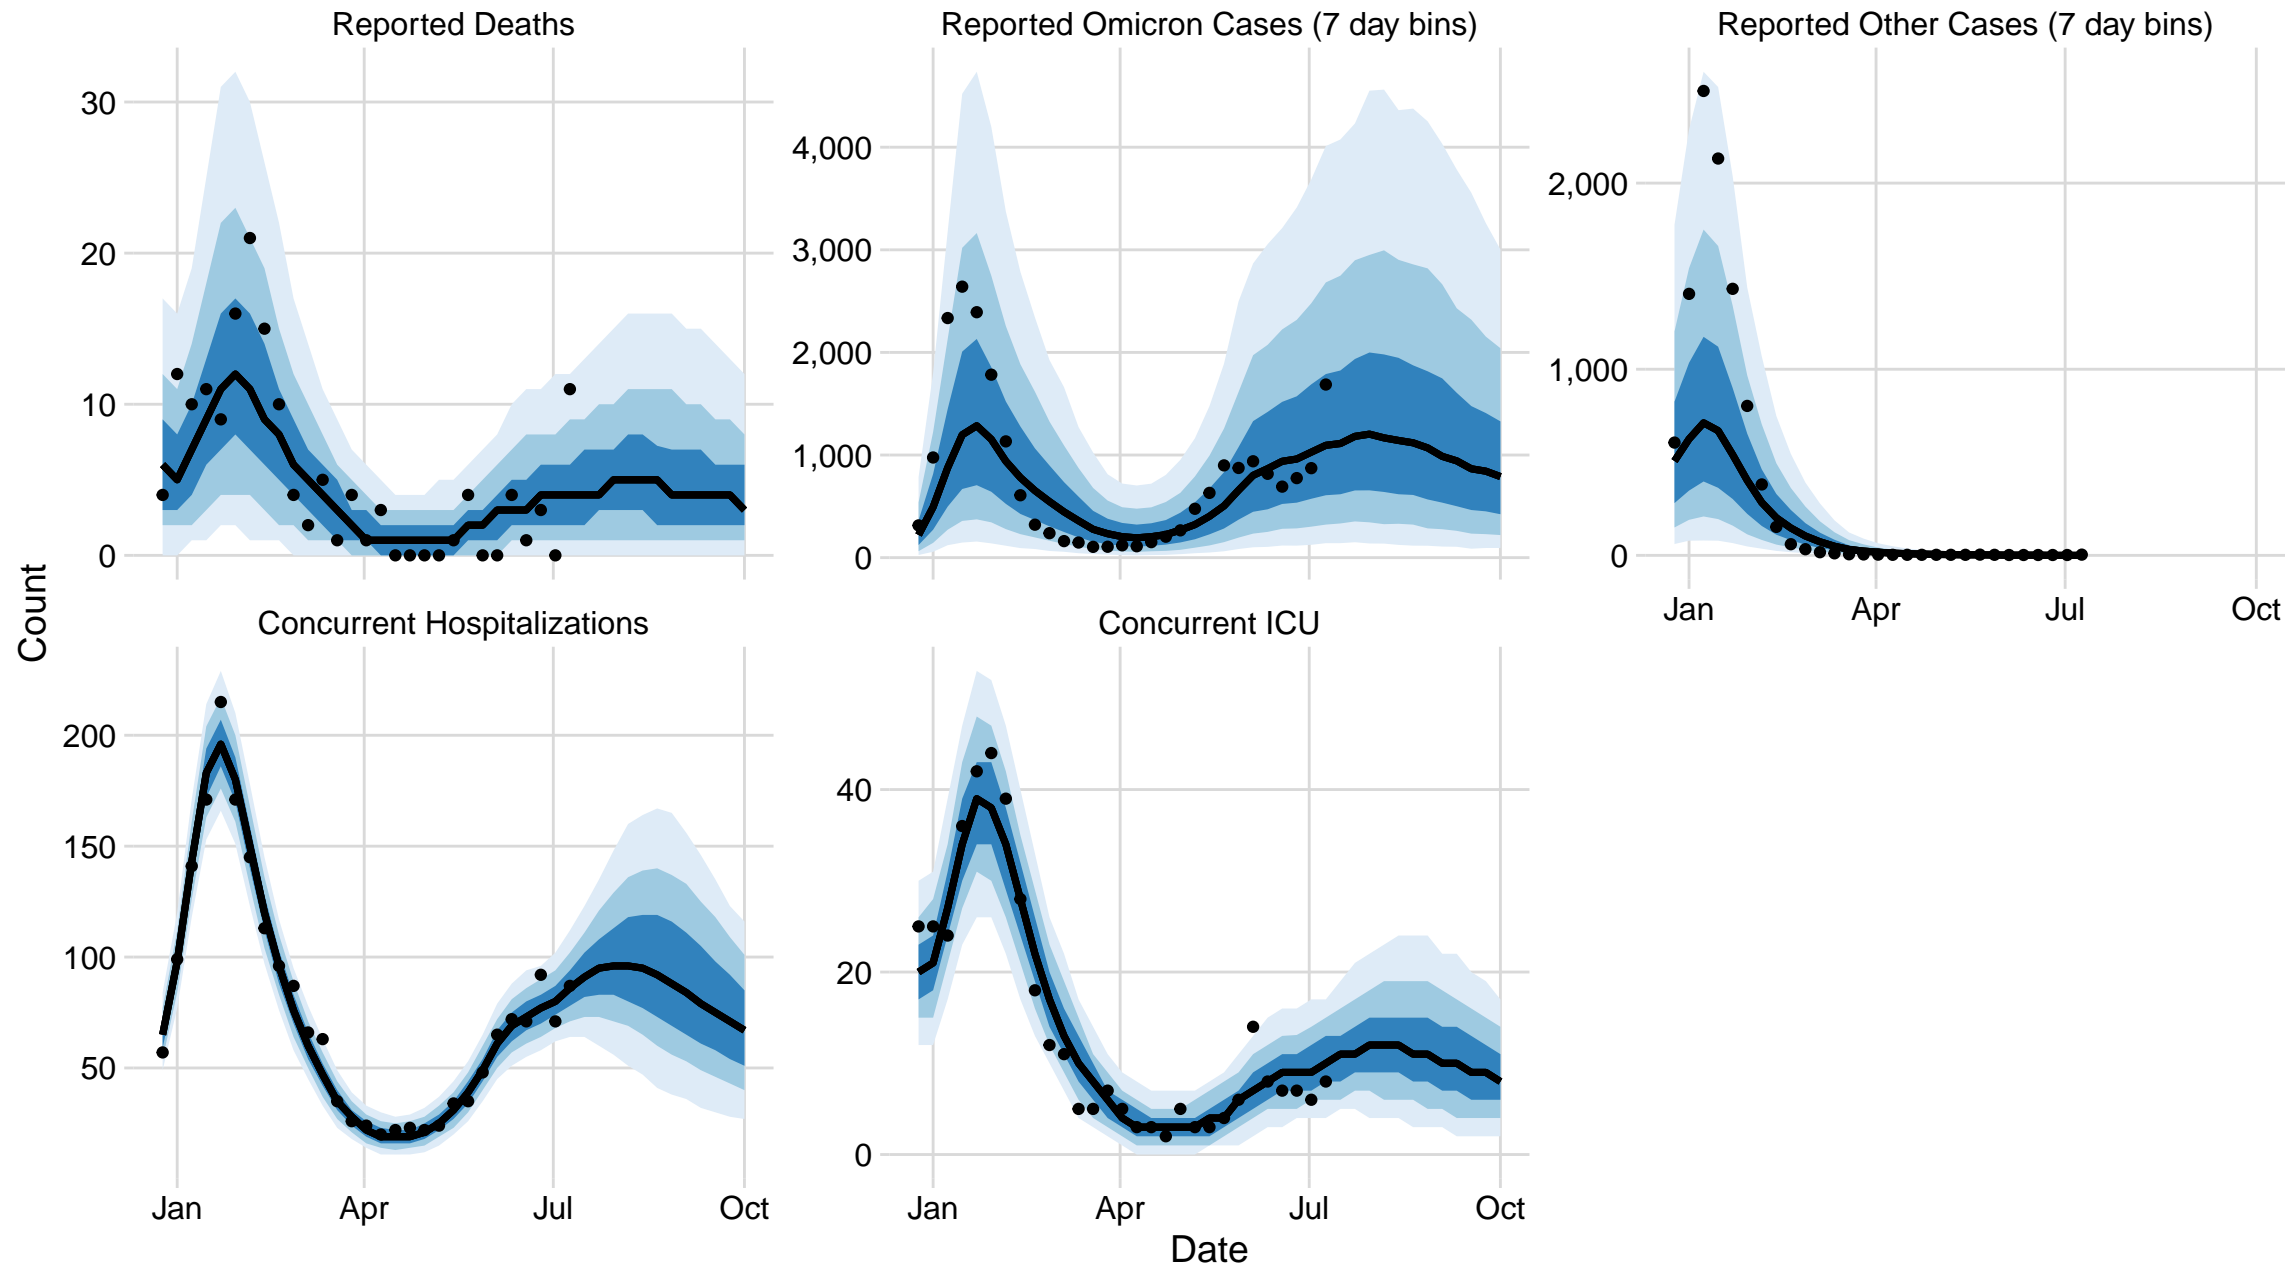 Reported Deaths
Reported Omicron Cases (7 day bins)
Reported Other Cases (7 day bins)
30
20
10
0
4,000
3,000
2,000
1,000
0
2,000
1,000
0
Jan Apr Jul Oct
Count
Concurrent Hospitalizations
Concurrent ICU
200
150
100
50
40
20
0
Jan Apr Jul Oct
Jan Apr Jul Oct
Date